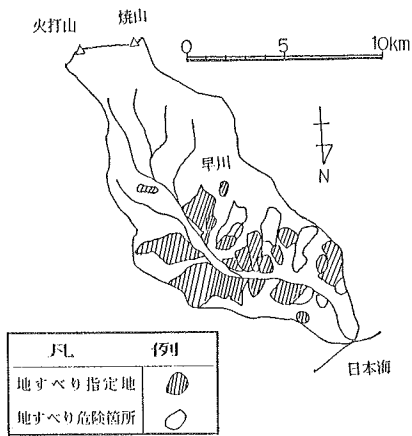 火打山
焼山
0 5 10km
N
早川
日本海
凡 例
地すべり指定地
地すべり危険箇所